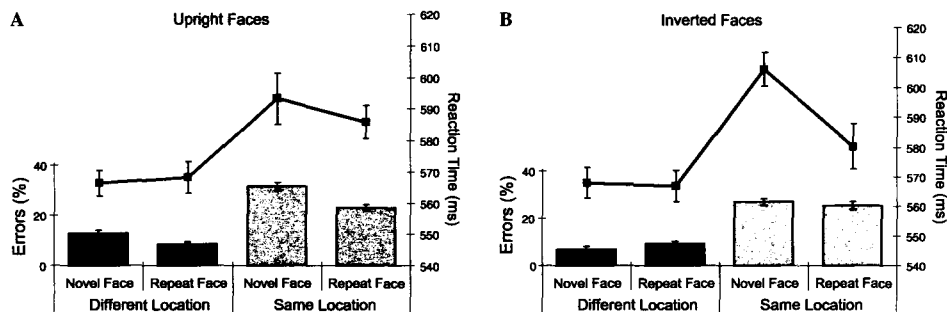 A
Upright Faces
620
610
600
590
580
570
560
550
540
Reaction Time (ms)
40
20
0
Errors (%)
Novel Face Repeat Face Novel Face Repeat Face
Different Location Same Location
B
Inverted Faces
620
610
600
590
580
570
560
550
540
Reaction Time (ms)
40
20
0
Errors (%)
Novel Face Repeat Face Novel Face Repeat Face
Different Location Same Location